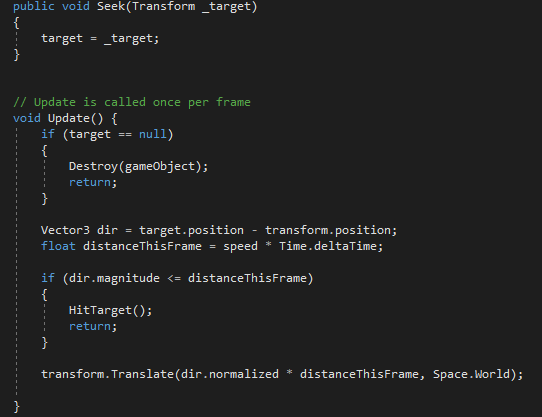 public void Seek(Transform _target)
{
    target = _target;
}
// Update is called once per frame
void Update() {
    if (target == null)
    {
        Destroy(gameObject);
        return;
    }
    Vector3 dir = target.position - transform.position;
    float distanceThisFrame = speed * Time.deltaTime;
    if (dir.magnitude <= distanceThisFrame)
    {
        HitTarget();
        return;
    }
    transform.Translate(dir.normalized * distanceThisFrame, Space.World);
}